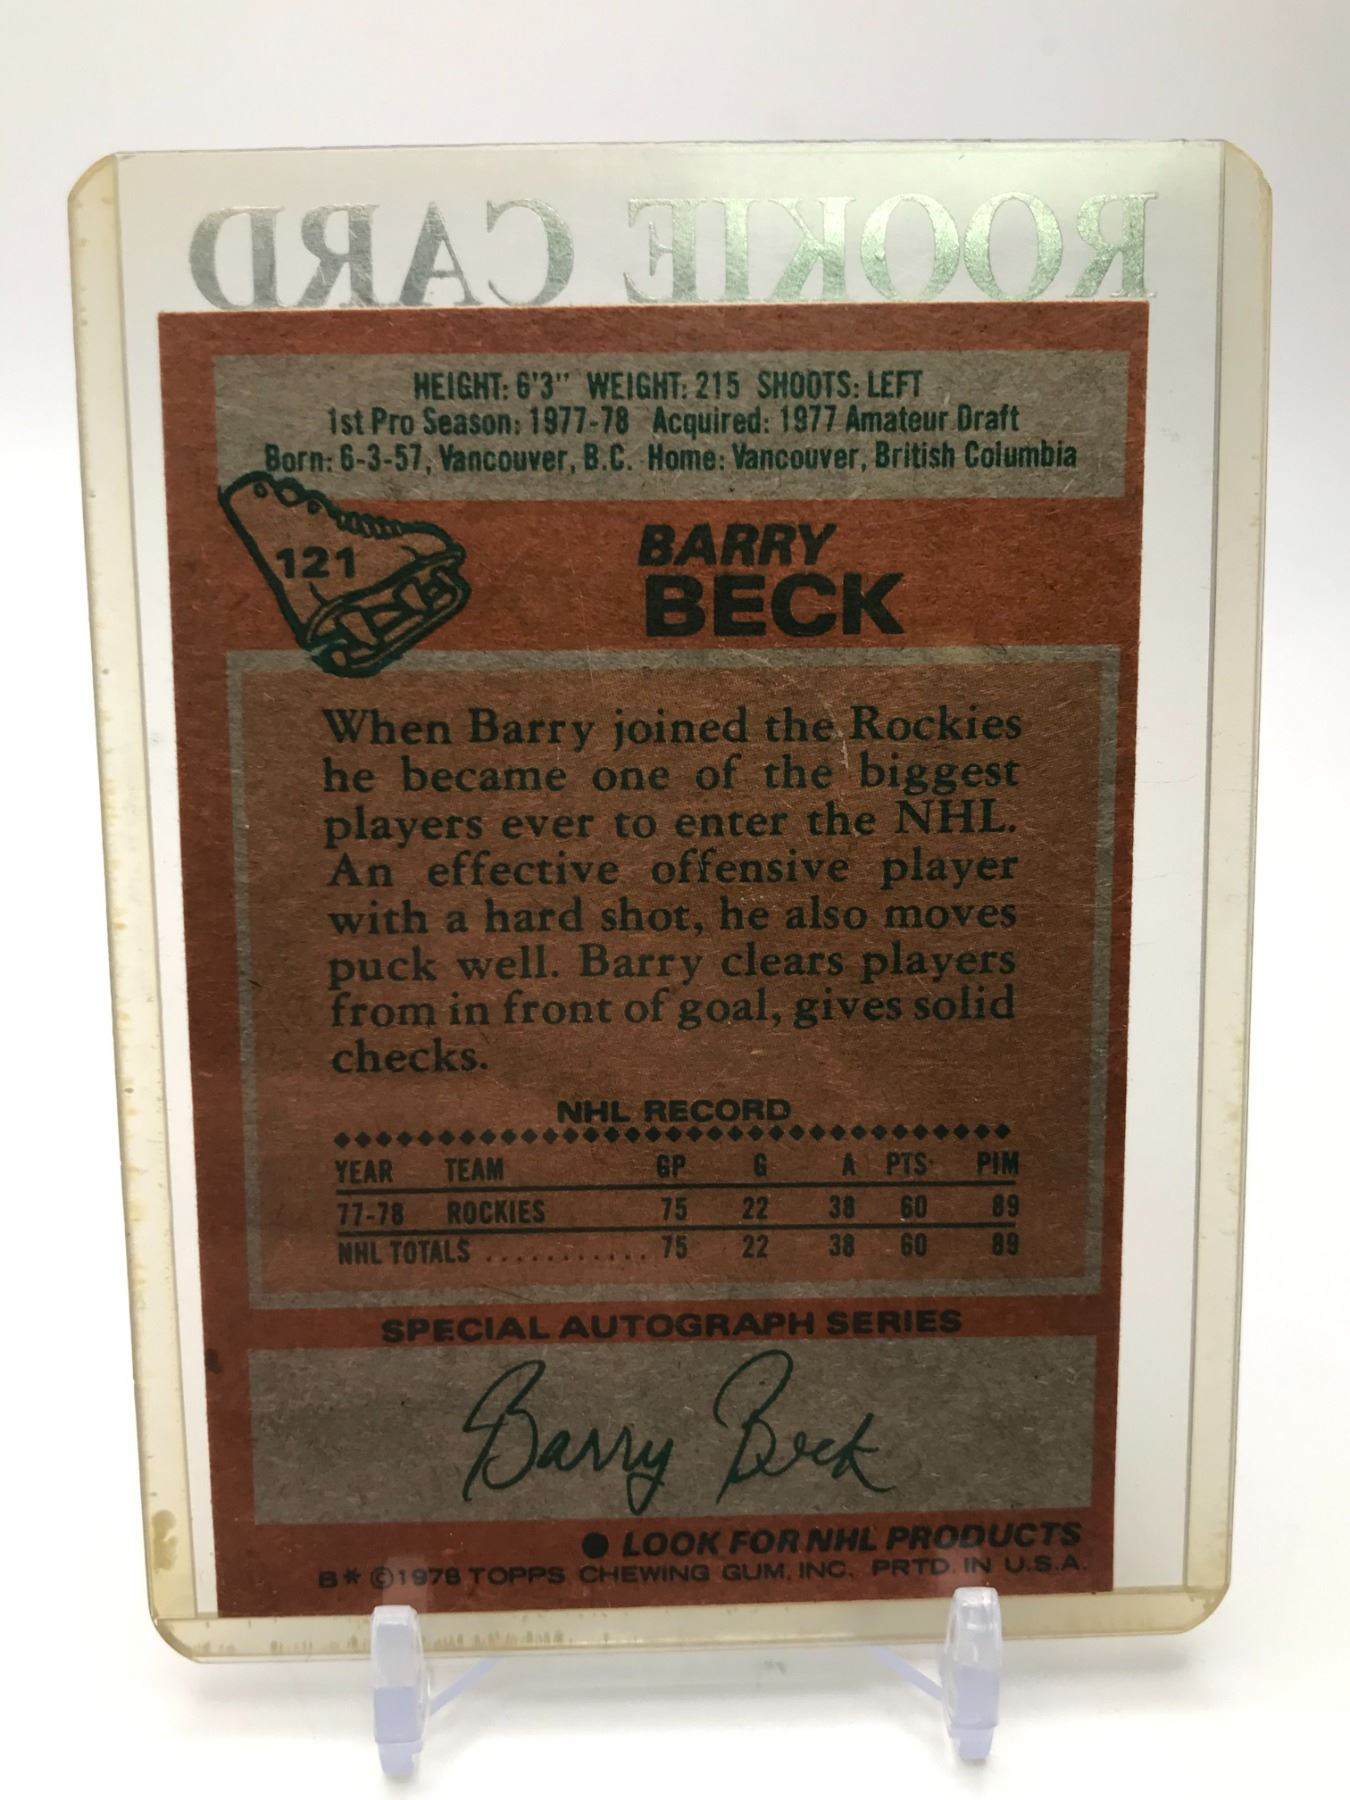 ROOKIE CARD
HEIGHT: 6'3" WEIGHT: 215 SHOOTS: LEFT
1st Pro Season: 1977-78 Acquired: 1977 Amateur Draft
Born: 6-3-57, Vancouver, B.C. Home: Vancouver, British Columbia
121
BARRY
BECK
When Barry joined the Rockies
he became one of the biggest
players ever to enter the NHL.
An effective offensive player
with a hard shot, he also moves
puck well. Barry clears players
from in front of goal, gives solid
checks.
NHL RECORD
YEAR TEAM GP G A PTS PIM
77-78 ROCKIES 75 22 38 60 89
NHL TOTALS ............ 75 22 38 60 89
SPECIAL AUTOGRAPH SERIES
Barry Beck
● LOOK FOR NHL PRODUCTS
B* ©1978 TOPPS CHEWING GUM, INC. PRTD. IN U.S.A.